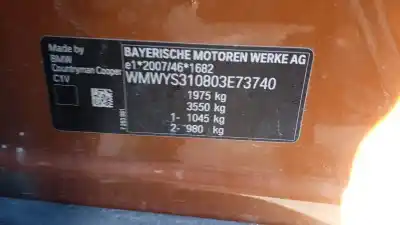 Made by
BMW
Countryman Cooper
C1V
BAYERISCHE MOTOREN WERKE AG
e1*2007/46*1682
WMWYS310803E73740
1975 kg
3550 kg
1- 1045 kg
2- 980 kg